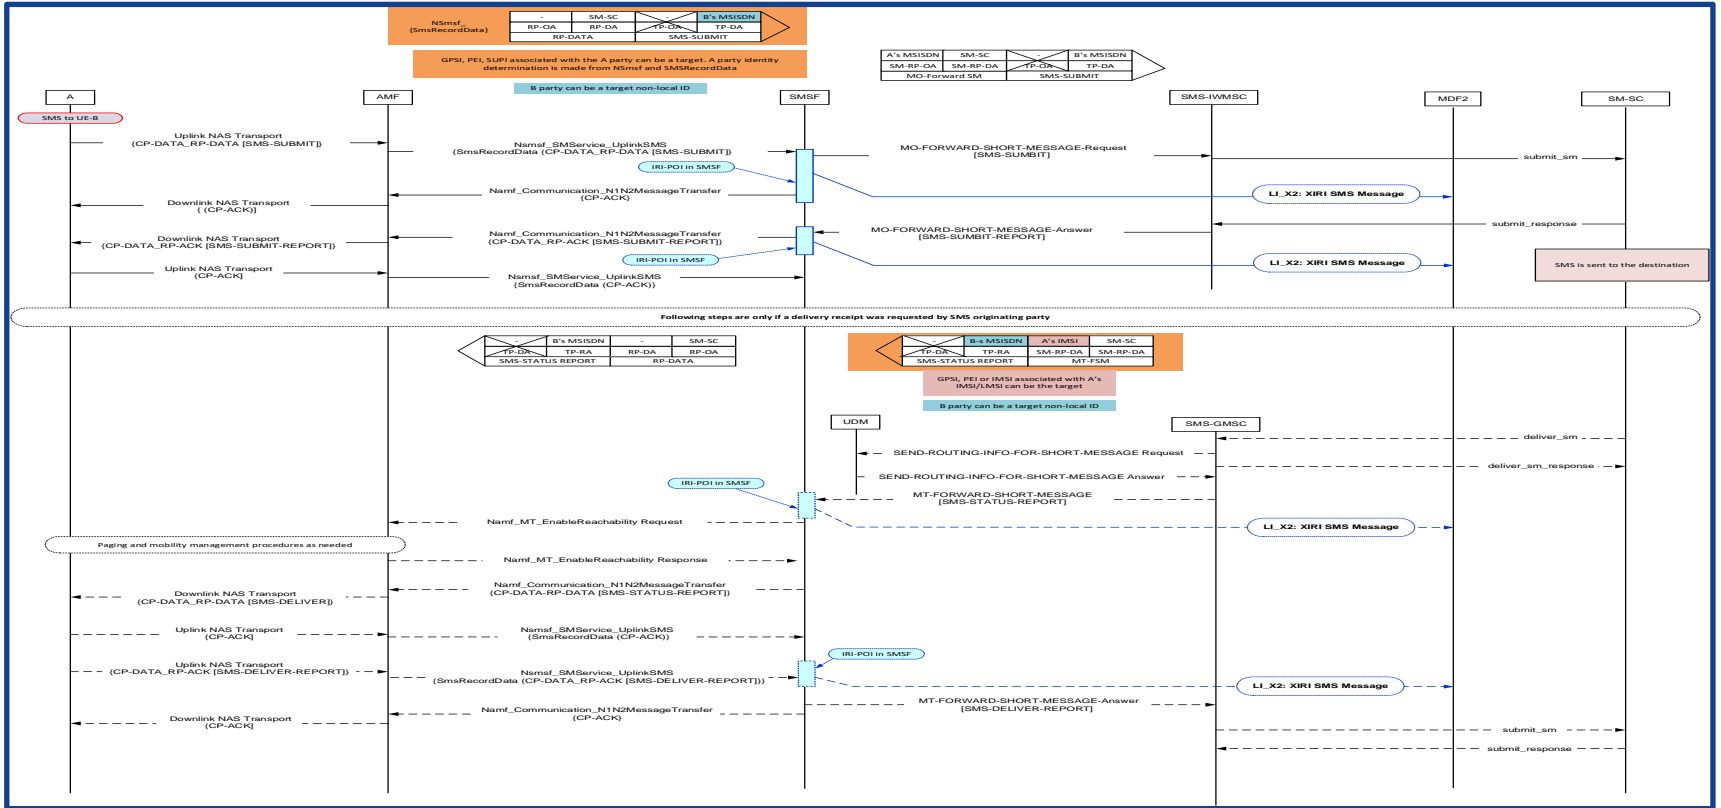 NSmsf_
{SmsRecordData}
-
SM-SC
-
B's MSISDN
RP-OA
RP-DA
TP-OA
TP-DA
RP-DATA
SMS-SUBMIT
GPSI, PEI, SUPI associated with the A party can be a target. A party identity
determination is made from NSmsf and SMSRecordData
B party can be a target non-local ID
A's MSISDN
SM-SC
-
B's MSISDN
SM-RP-OA
SM-RP-DA
TP-OA
TP-DA
MO-Forward SM
SMS-SUBMIT
A
AMF
SMSF
SMS-IWMSC
MDF2
SM-SC
SMS to UE-B
Uplink NAS Transport
{CP-DATA_RP-DATA [SMS-SUBMIT]}
Nsmsf_SMService_UplinkSMS
{SmsRecordData (CP-DATA_RP-DATA [SMS-SUBMIT]}
MO-FORWARD-SHORT-MESSAGE-Request
[SMS-SUMBIT]
submit_sm
IRI-POI in SMSF
Namf_Communication_N1N2MessageTransfer
{CP-ACK}
LI_X2: XIRI SMS Message
Downlink NAS Transport
{ (CP-ACK)]
submit_response
MO-FORWARD-SHORT-MESSAGE-Answer
[SMS-SUMBIT-REPORT]
Namf_Communication_N1N2MessageTransfer
{CP-DATA_RP-ACK [SMS-SUBMIT-REPORT]}
Downlink NAS Transport
{CP-DATA_RP-ACK [SMS-SUBMIT-REPORT]}
IRI-POI in SMSF
LI_X2: XIRI SMS Message
SMS is sent to the destination
Uplink NAS Transport
{CP-ACK]
Nsmsf_SMService_UplinkSMS
{SmsRecordData (CP-ACK)}
Following steps are only if a delivery receipt was requested by SMS originating party
-
B's MSISDN
-
SM-SC
TP-DA
TP-RA
RP-DA
RP-OA
SMS-STATUS REPORT
RP-DATA
-
B-s MSISDN
A's IMSI
SM-SC
TP-DA
TP-RA
SM-RP-DA
SM-RP-DA
SMS-STATUS REPORT
MT-FSM
GPSI, PEI or IMSI associated with A's
IMSI/LMSI can be the target
B party can be a target non-local ID
UDM
SMS-GMSC
deliver_sm
SEND-ROUTING-INFO-FOR-SHORT-MESSAGE Request
deliver_sm_response
SEND-ROUTING-INFO-FOR-SHORT-MESSAGE Answer
IRI-POI in SMSF
MT-FORWARD-SHORT-MESSAGE
[SMS-STATUS-REPORT]
Namf_MT_EnableReachability Request
LI_X2: XIRI SMS Message
Paging and mobility management procedures as needed
Namf_MT_EnableReachability Response
Namf_Communication_N1N2MessageTransfer
{CP-DATA-RP-DATA [SMS-STATUS-REPORT]}
Downlink NAS Transport
{CP-DATA_RP-DATA [SMS-DELIVER]}
Uplink NAS Transport
{CP-ACK]
Nsmsf_SMService_UplinkSMS
{SmsRecordData (CP-ACK)}
IRI-POI in SMSF
Uplink NAS Transport
{CP-DATA_RP-ACK [SMS-DELIVER-REPORT]}
Nsmsf_SMService_UplinkSMS
{SmsRecordData (CP-DATA_RP-ACK [SMS-DELIVER-REPORT])}
LI_X2: XIRI SMS Message
MT-FORWARD-SHORT-MESSAGE-Answer
[SMS-DELIVER-REPORT]
Namf_Communication_N1N2MessageTransfer
{CP-ACK}
Downlink NAS Transport
{CP-ACK]
submit_sm
submit_response